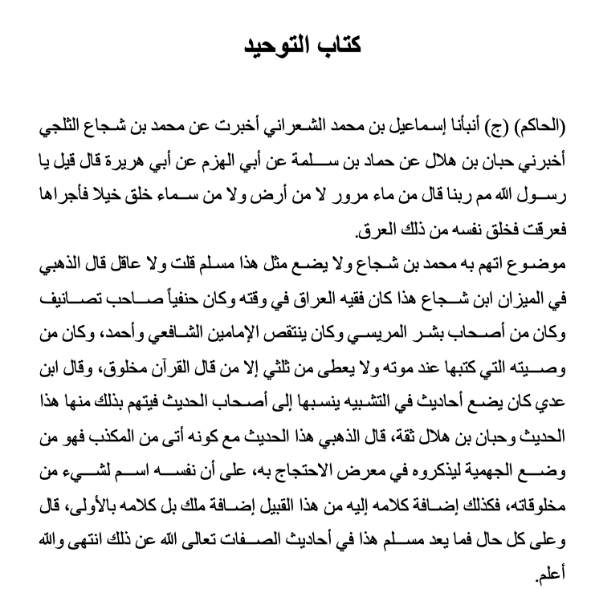 كتاب التوحيد
(الحاكم) (ج) أنبأنا إسماعيل بن محمد الشعراني أخبرت عن محمد بن شجاع الثلجي
أخبرني حبان بن هلال عن حماد بن سلمة عن أبي الهزم عن أبي هريرة قال قيل يا
رسول الله مم ربنا قال من ماء مرور لا من أرض ولا من سماء خلق خيلا فأجراها
فعرقت فخلق نفسه من ذلك العرق.
موضوع اتهم به محمد بن شجاع ولا يضع مثل هذا مسلم قلت ولا عاقل قال الذهبي
في الميزان ابن شجاع هذا كان فقيه العراق في وقته وكان حنفياً صاحب تصانيف
وكان من أصحاب بشر المريسي وكان ينتقص الإمامين الشافعي وأحمد، وكان من
وصيته التي كتبها عند موته ولا يعطى من ثلثي إلا من قال القرآن مخلوق، وقال ابن
عدي كان يضع أحاديث في التشبيه ينسبها إلى أصحاب الحديث فيتهم بذلك منها هذا
الحديث وحبان بن هلال ثقة، قال الذهبي هذا الحديث مع كونه أتى من المكذب فهو من
وضع الجهمية ليذكروه في معرض الاحتجاج به، على أن نفسه اسم لشيء من
مخلوقاته، فكذلك إضافة كلامه إليه من هذا القبيل إضافة ملك بل كلامه بالأولى، قال
وعلى كل حال فما يعد مسلم هذا في أحاديث الصفات تعالى الله عن ذلك انتهى والله
أعلم.